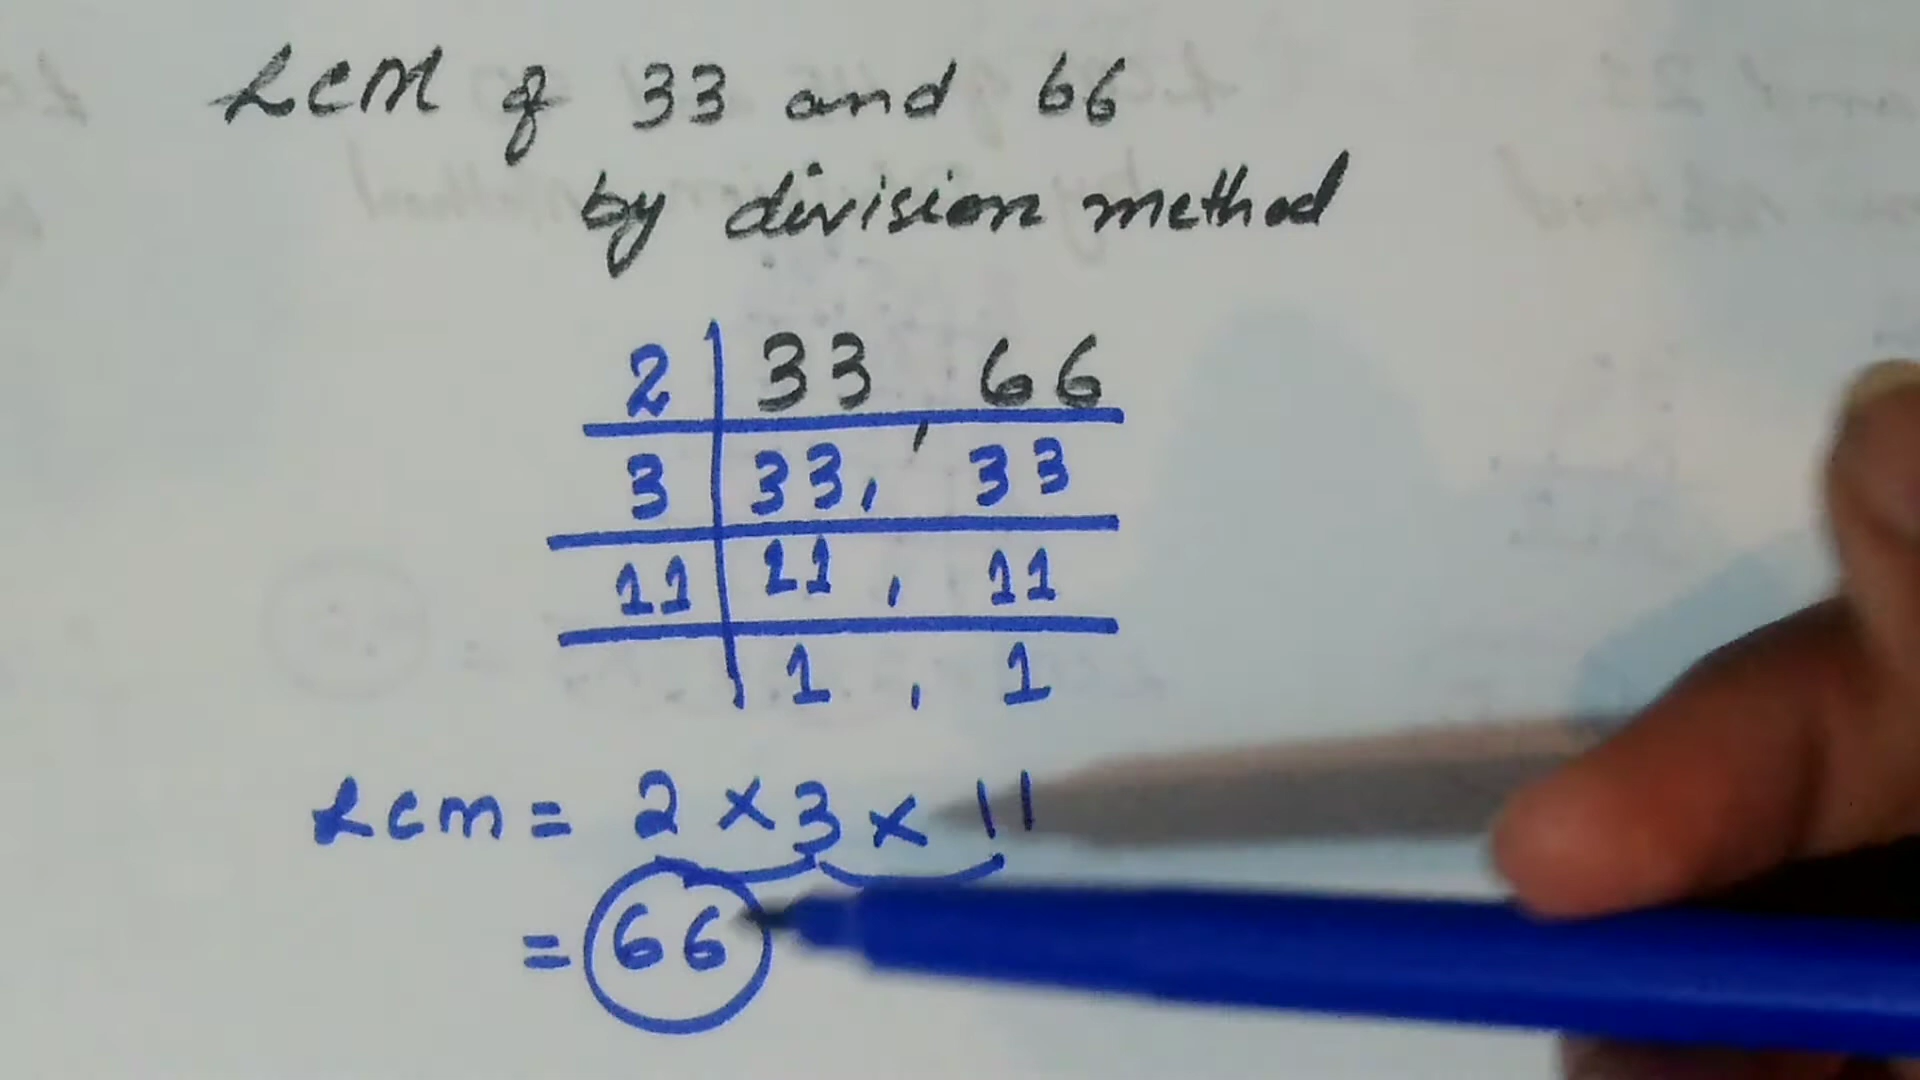 LCM of 33 and 66
by division method
2 | 33 , 66
3 | 33, 33
11 | 11 , 11
1 , 1
LCM = 2 × 3 × 11
= 66